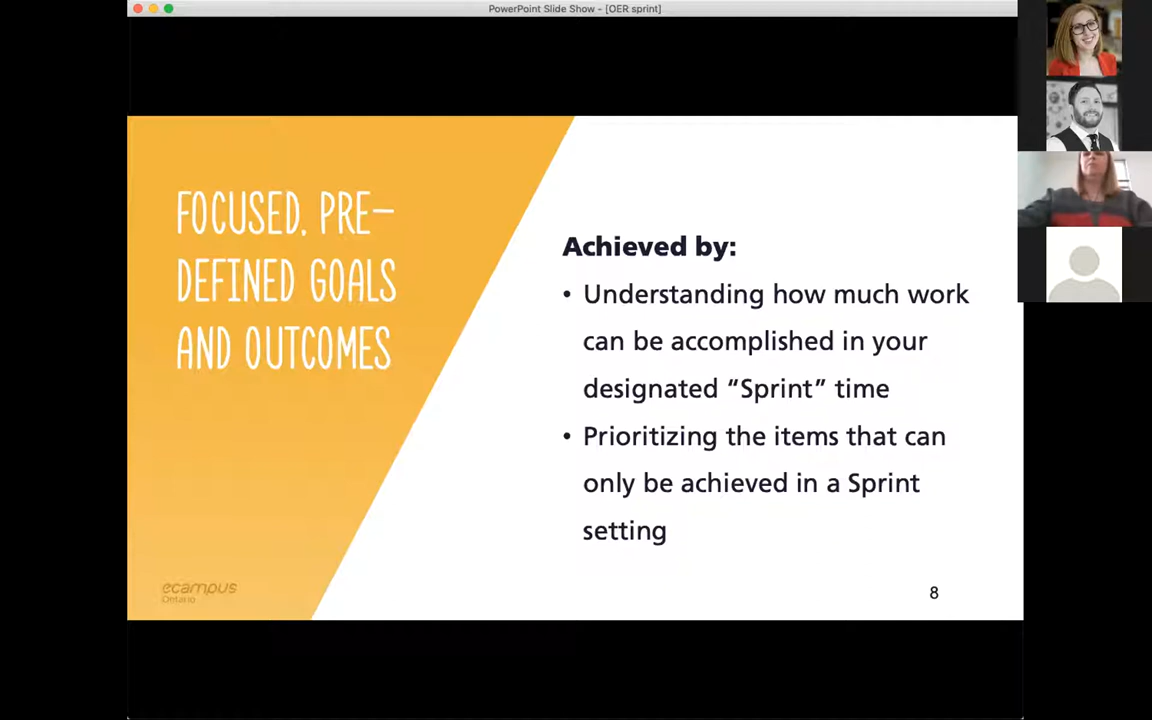 PowerPoint Slide Show - [OER sprint]
FOCUSED, PRE-
DEFINED GOALS
AND OUTCOMES
Achieved by:
• Understanding how much work
can be accomplished in your
designated “Sprint” time
• Prioritizing the items that can
only be achieved in a Sprint
setting
ecampus
Ontario
8